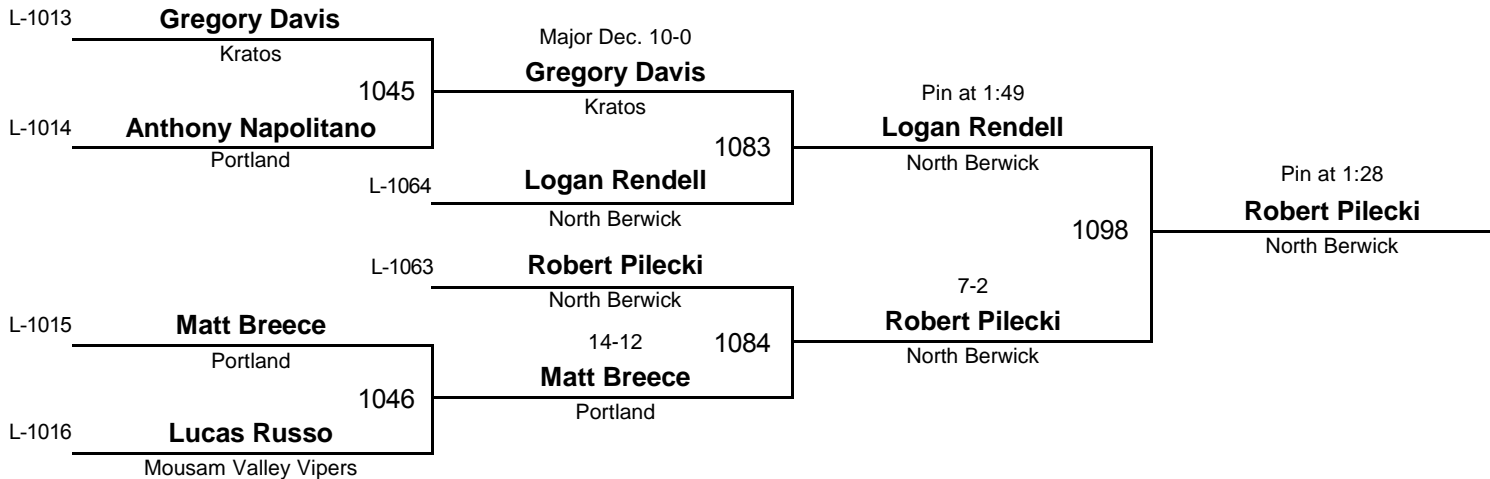 L-1013
Gregory Davis
Kratos
1045
L-1014
Anthony Napolitano
Portland
Major Dec. 10-0
Gregory Davis
Kratos
1083
L-1064
Logan Rendell
North Berwick
Pin at 1:49
Logan Rendell
North Berwick
1098
Pin at 1:28
Robert Pilecki
North Berwick
L-1063
Robert Pilecki
North Berwick
1084
7-2
Robert Pilecki
North Berwick
L-1015
Matt Breece
Portland
1046
14-12
Matt Breece
Portland
L-1016
Lucas Russo
Mousam Valley Vipers